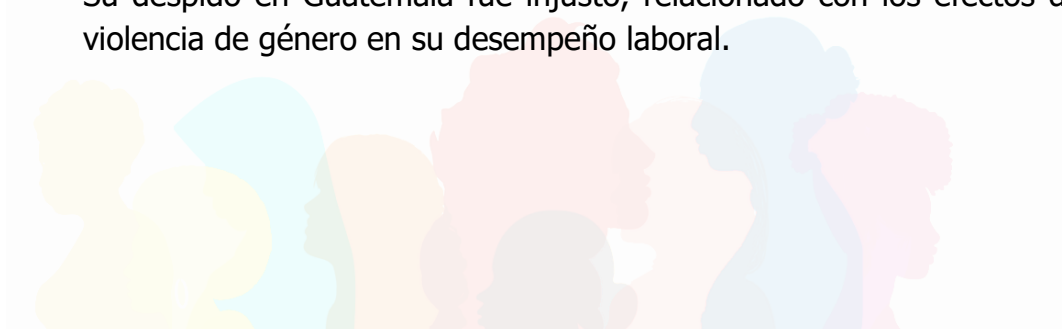 Su despido en Guatemala fue injusto, relacionado con los efectos
violencia de género en su desempeño laboral.